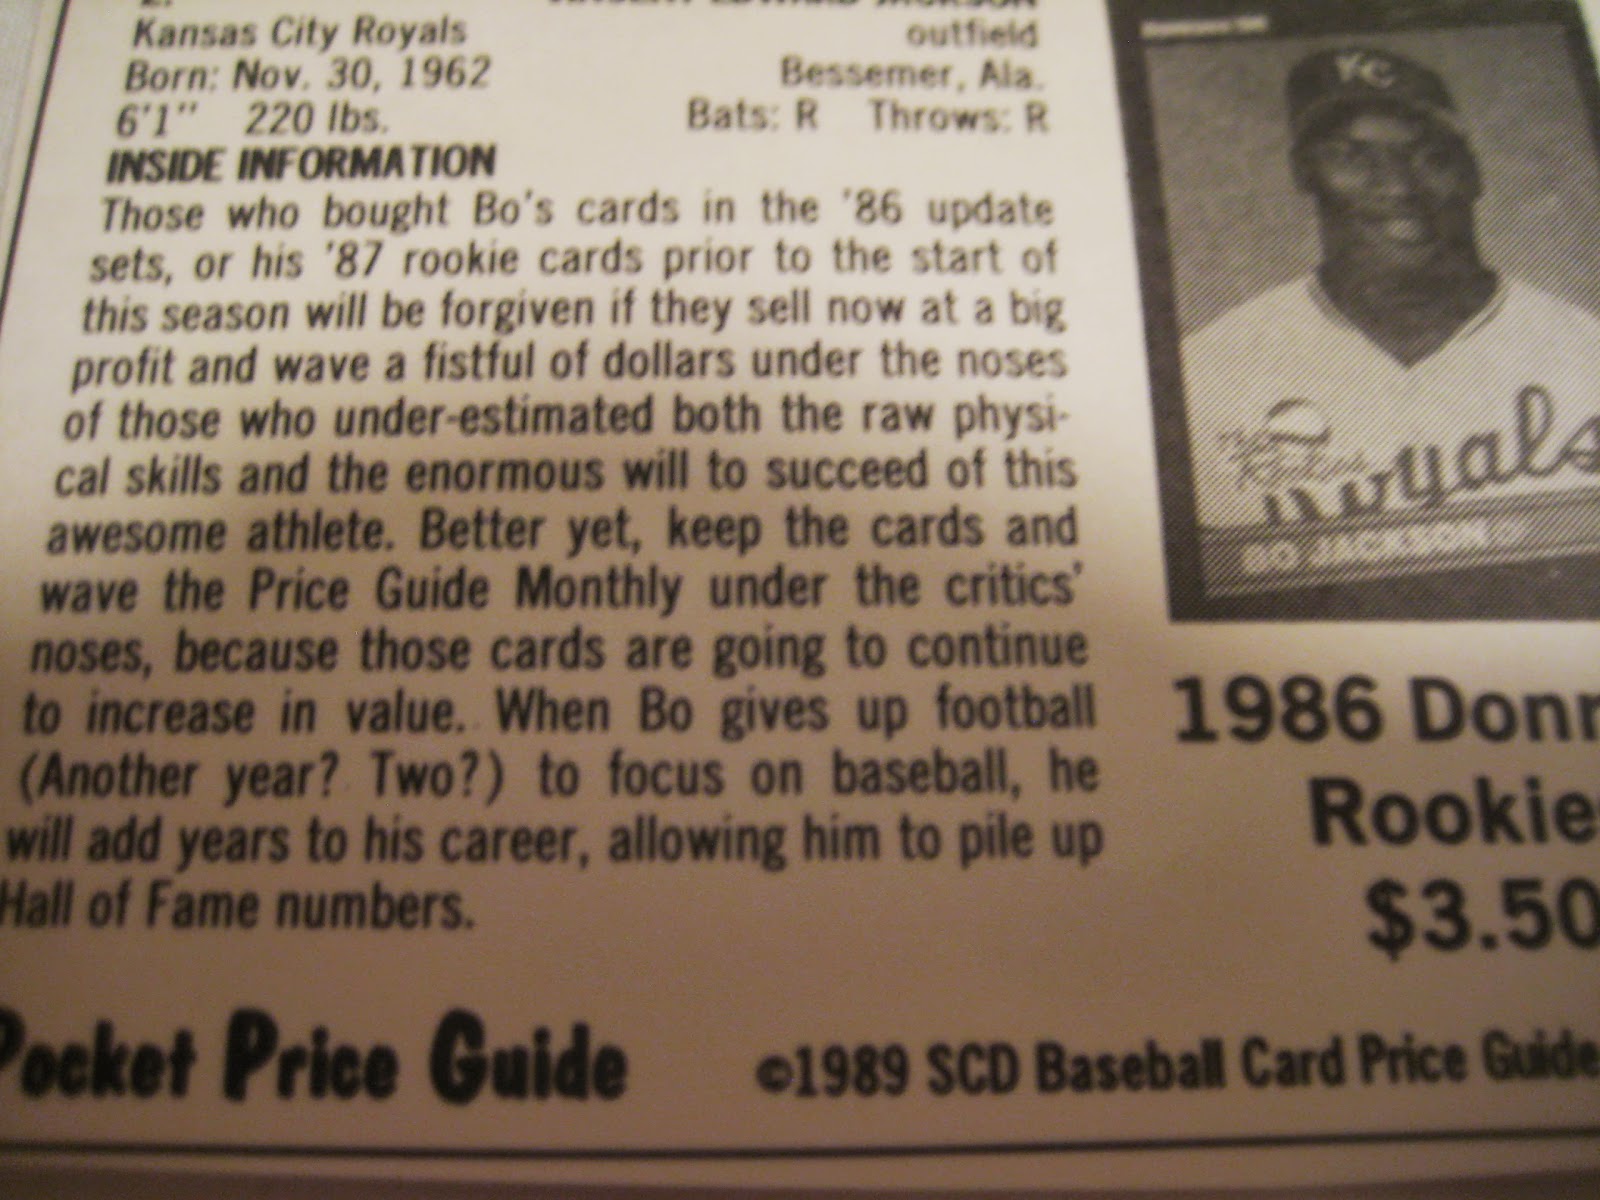 2.
VINCENT EDWARD JACKSON
Kansas City Royals outfield
Born: Nov. 30, 1962 Bessemer, Ala.
6'1" 220 lbs. Bats: R Throws: R
INSIDE INFORMATION
Those who bought Bo's cards in the '86 update
sets, or his '87 rookie cards prior to the start of
this season will be forgiven if they sell now at a big
profit and wave a fistful of dollars under the noses
of those who under-estimated both the raw physi-
cal skills and the enormous will to succeed of this
awesome athlete. Better yet, keep the cards and
wave the Price Guide Monthly under the critics'
noses, because those cards are going to continue
to increase in value. When Bo gives up football
(Another year? Two?) to focus on baseball, he
will add years to his career, allowing him to pile up
Hall of Fame numbers.
KC
Royals
BO JACKSON OF
1986 Donr
Rookie
$3.50
Pocket Price Guide
©1989 SCD Baseball Card Price Guide